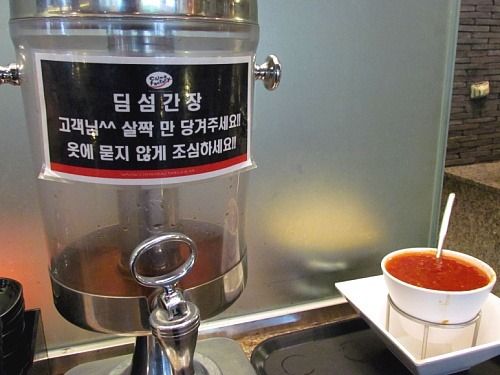 딤섬간장
고객님^^ 살짝 만 당겨주세요!!
옷에 묻지 않게 조심하세요!!